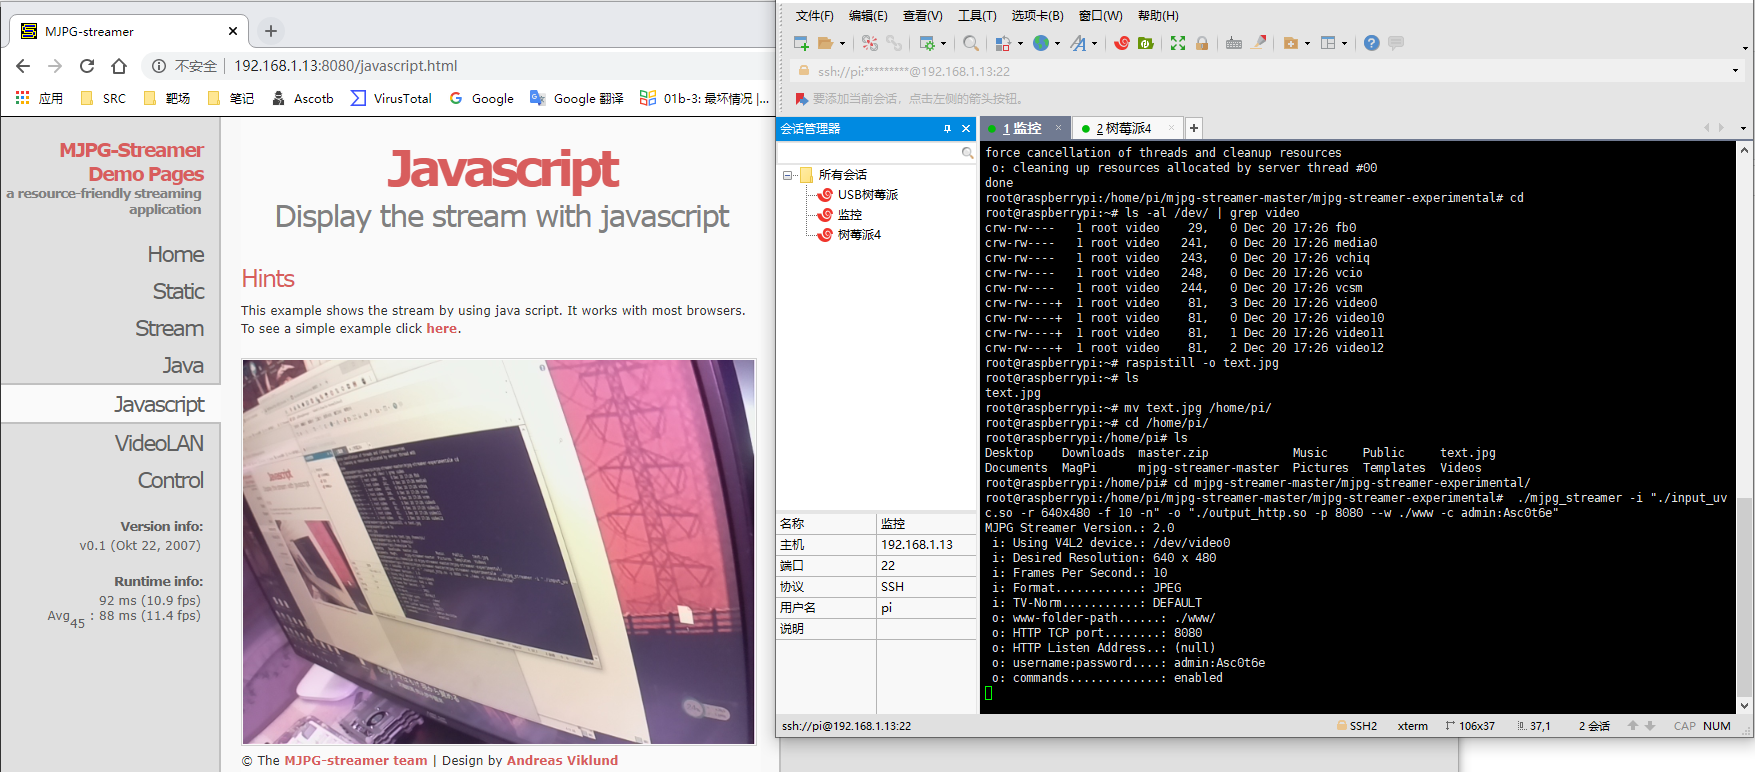 MJPG-streamer
不安全 | 192.168.1.13:8080/javascript.html
应用 SRC 靶场 笔记 Ascotb VirusTotal Google Google 翻译 01b-3: 最坏情况 |...
MJPG-Streamer
Demo Pages
a resource-friendly streaming
application
Home
Static
Stream
Java
Javascript
VideoLAN
Control
Version info:
v0.1 (Okt 22, 2007)
Runtime info:
92 ms (10.9 fps)
Avg45 : 88 ms (11.4 fps)
Javascript
Display the stream with javascript
Hints
This example shows the stream by using java script. It works with most browsers.
To see a simple example click here.
© The MJPG-streamer team | Design by Andreas Viklund
文件(F) 编辑(E) 查看(V) 工具(T) 选项卡(B) 窗口(W) 帮助(H)
ssh://pi:*********@192.168.1.13:22
要添加当前会话，点击左侧的箭头按钮。
会话管理器
所有会话
USB树莓派
监控
树莓派4
名称 监控
主机 192.168.1.13
端口 22
协议 SSH
用户名 pi
说明
1 监控 2 树莓派4
force cancellation of threads and cleanup resources
o: cleaning up resources allocated by server thread #00
done
root@raspberrypi:/home/pi/mjpg-streamer-master/mjpg-streamer-experimental# cd
root@raspberrypi:~# ls -al /dev/ | grep video
crw-rw---- 1 root video 29, 0 Dec 20 17:26 fb0
crw-rw---- 1 root video 241, 0 Dec 20 17:26 media0
crw-rw---- 1 root video 243, 0 Dec 20 17:26 vchiq
crw-rw---- 1 root video 248, 0 Dec 20 17:26 vcio
crw-rw---- 1 root video 244, 0 Dec 20 17:26 vcsm
crw-rw----+ 1 root video 81, 3 Dec 20 17:26 video0
crw-rw----+ 1 root video 81, 0 Dec 20 17:26 video10
crw-rw----+ 1 root video 81, 1 Dec 20 17:26 video11
crw-rw----+ 1 root video 81, 2 Dec 20 17:26 video12
root@raspberrypi:~# raspistill -o text.jpg
root@raspberrypi:~# ls
text.jpg
root@raspberrypi:~# mv text.jpg /home/pi/
root@raspberrypi:~# cd /home/pi/
root@raspberrypi:/home/pi# ls
Desktop Downloads master.zip Music Public text.jpg
Documents MagPi mjpg-streamer-master Pictures Templates Videos
root@raspberrypi:/home/pi# cd mjpg-streamer-master/mjpg-streamer-experimental/
root@raspberrypi:/home/pi/mjpg-streamer-master/mjpg-streamer-experimental# ./mjpg_streamer -i "./input_uv
c.so -r 640x480 -f 10 -n" -o "./output_http.so -p 8080 --w ./www -c admin:Asc0t6e"
MJPG Streamer Version.: 2.0
i: Using V4L2 device.: /dev/video0
i: Desired Resolution: 640 x 480
i: Frames Per Second.: 10
i: Format............: JPEG
i: TV-Norm...........: DEFAULT
o: www-folder-path......: ./www/
o: HTTP TCP port........: 8080
o: HTTP Listen Address..: (null)
o: username:password....: admin:Asc0t6e
o: commands.............: enabled
ssh://pi@192.168.1.13:22 SSH2 xterm 106x37 37,1 2 会话 CAP NUM